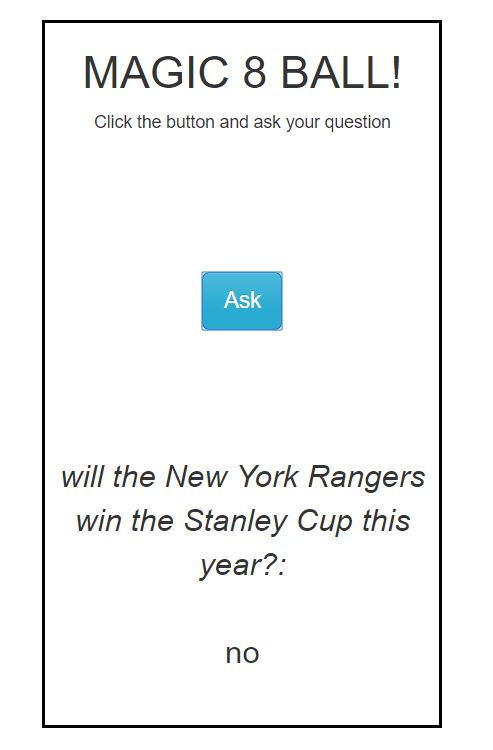 MAGIC 8 BALL!
Click the button and ask your question
Ask
will the New York Rangers
win the Stanley Cup this
year?:
no